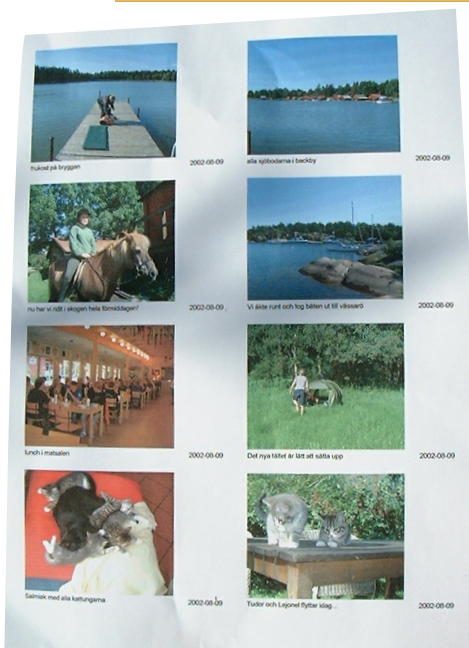 frukost på bryggan 2002-08-09
alla sjöbodarna i backby 2002-08-09
nu har vi ridit i skogen hela förmiddagen! 2002-08-09
Vi åkte runt och tog båten ut till vässarö 2002-08-09
lunch i matsalen 2002-08-09
Det nya tältet är lätt att sätta upp 2002-08-09
Salmiak med alla kattungarna 2002-08-09
Tudor och Lejonel flyttar idag... 2002-08-09
1